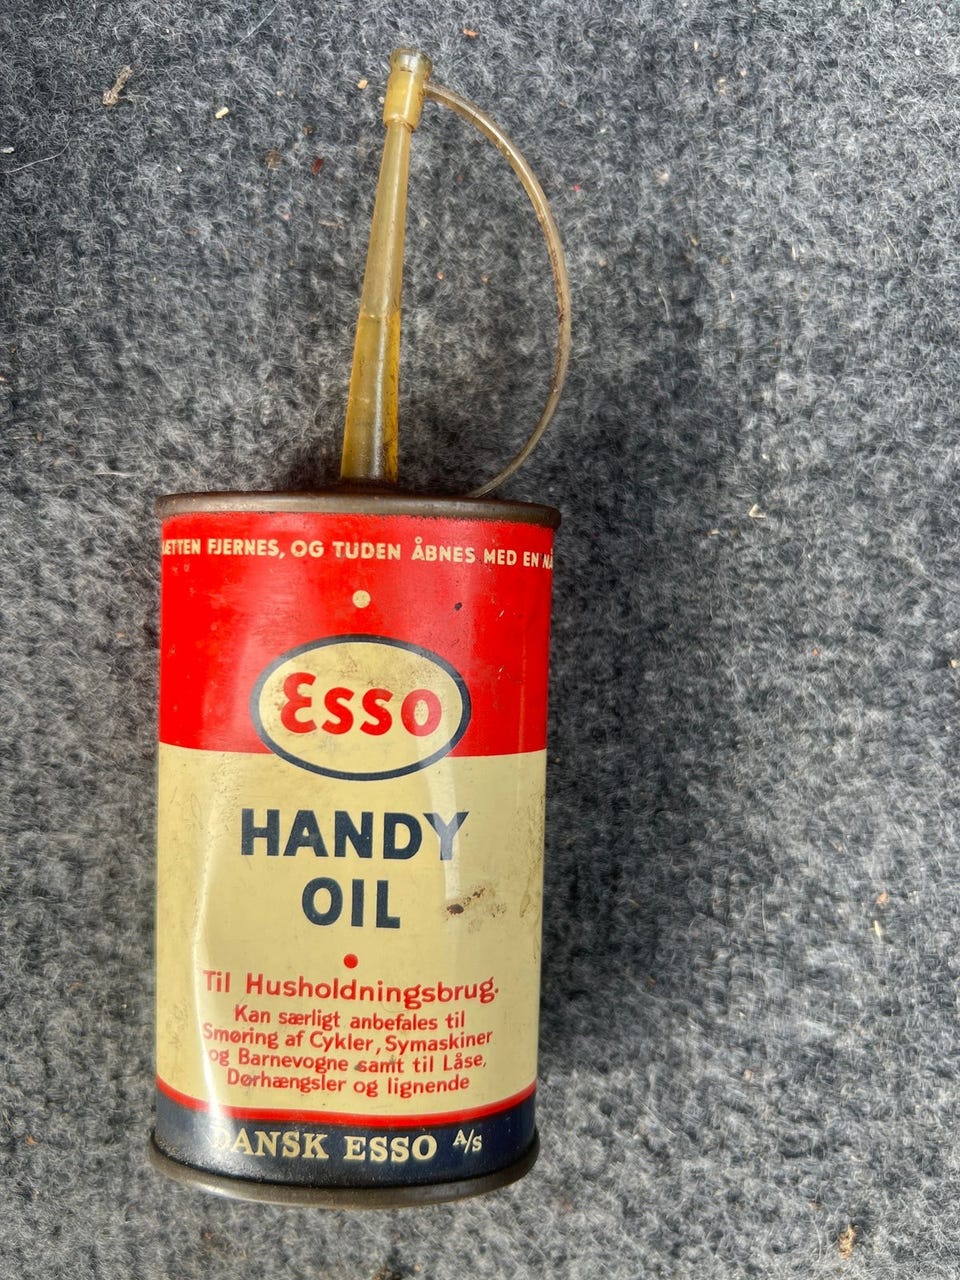 FJERNES, OG TUDEN ÅBNES MED EN
Esso
HANDY
OIL
Til Husholdningsbrug.
Kan særligt anbefales til
Smøring af Cykler, Symaskiner
og Barnevogne samt til Låse,
Dørhængsler og lignende
DANSK ESSO A/S